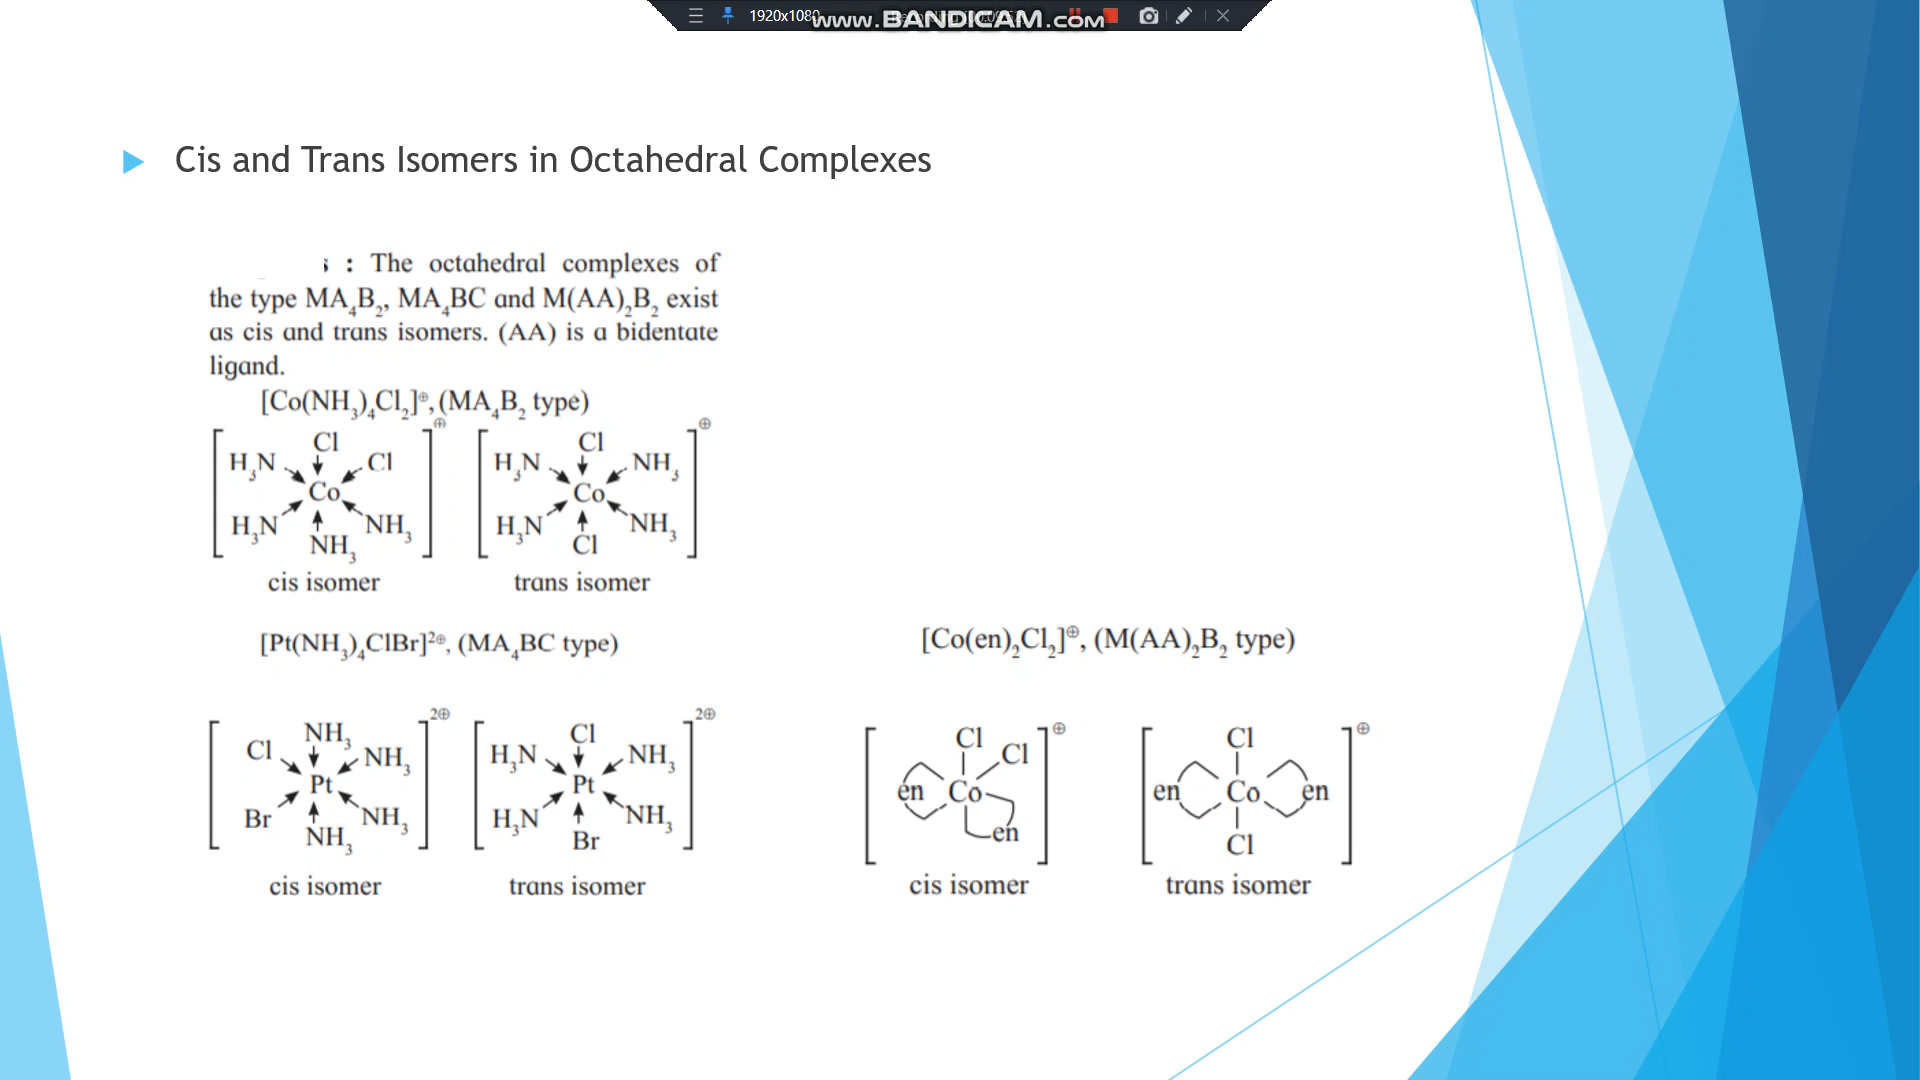 1920x1080
www.BANDICAM.com
Cis and Trans Isomers in Octahedral Complexes
s : The octahedral complexes of
the type MA₄B₂, MA₄BC and M(AA)₂B₂ exist
as cis and trans isomers. (AA) is a bidentate
ligand.
[Co(NH₃)₄Cl₂]⊕, (MA₄B₂ type)
Cl
H₃N Cl
Co
H₃N NH₃
NH₃
⊕
cis isomer
Cl
H₃N NH₃
Co
H₃N NH₃
Cl
⊕
trans isomer
[Pt(NH₃)₄ClBr]²⊕, (MA₄BC type)
NH₃
Cl NH₃
Pt
Br NH₃
NH₃
2⊕
cis isomer
Cl
H₃N NH₃
Pt
H₃N NH₃
Br
2⊕
trans isomer
[Co(en)₂Cl₂]⊕, (M(AA)₂B₂ type)
Cl
Cl
en Co
en
⊕
cis isomer
Cl
en Co en
Cl
⊕
trans isomer